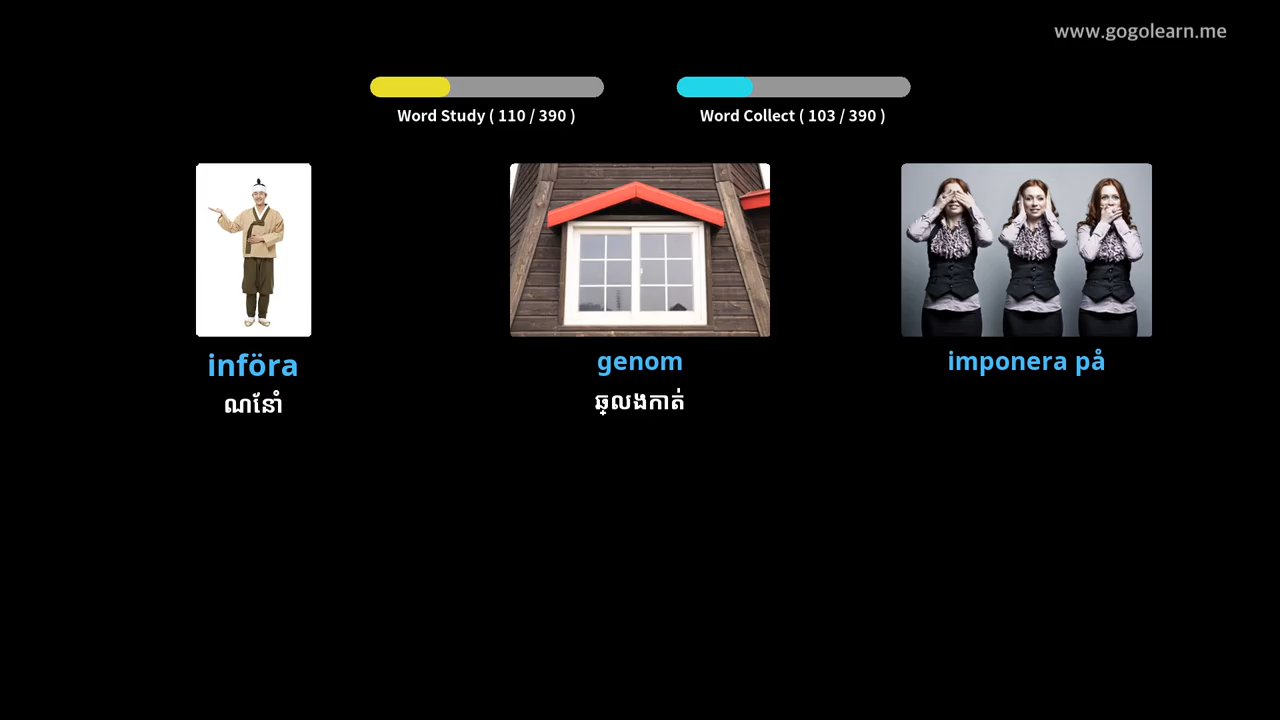 www.gogolearn.me
Word Study ( 110 / 390 )
Word Collect ( 103 / 390 )
införa
ណែនាំ
genom
ឆ្លងកាត់
imponera på